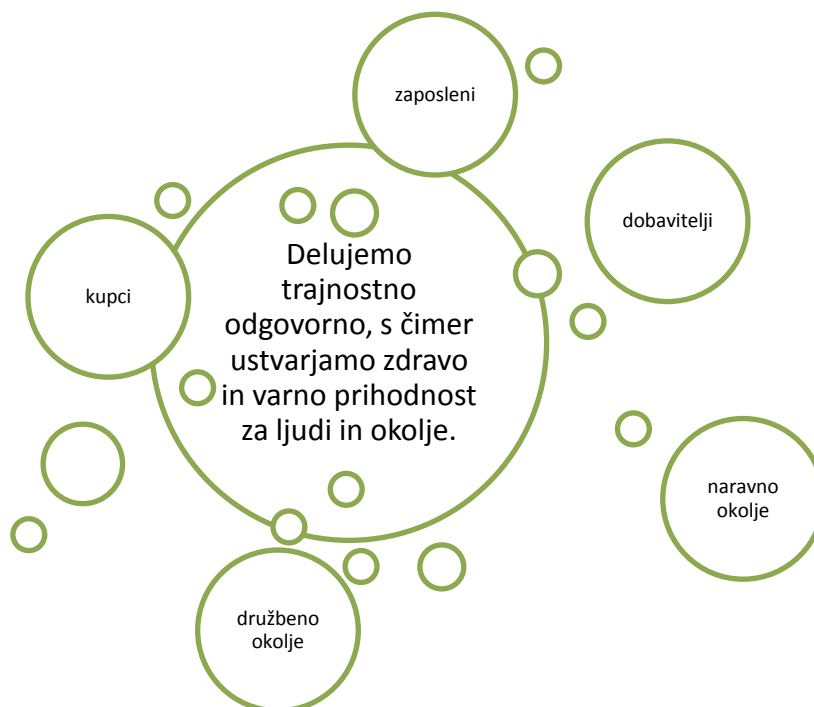 zaposleni
dobavitelji
kupci
Delujemo
trajnostno
odgovorno, s čimer
ustvarjamo zdravo
in varno prihodnost
za ljudi in okolje.
naravno
okolje
družbeno
okolje